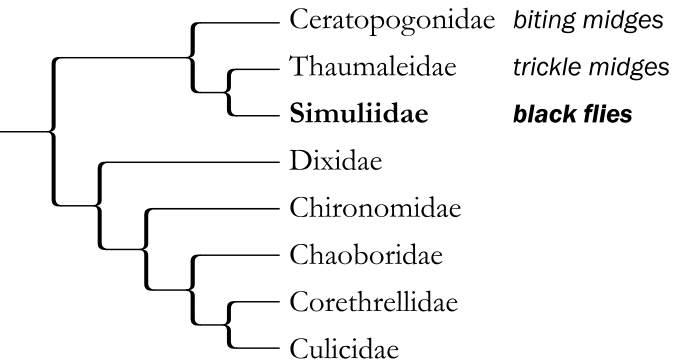 Ceratopogonidae biting midges
Thaumaleidae trickle midges
Simuliidae black flies
Dixidae
Chironomidae
Chaoboridae
Corethrellidae
Culicidae